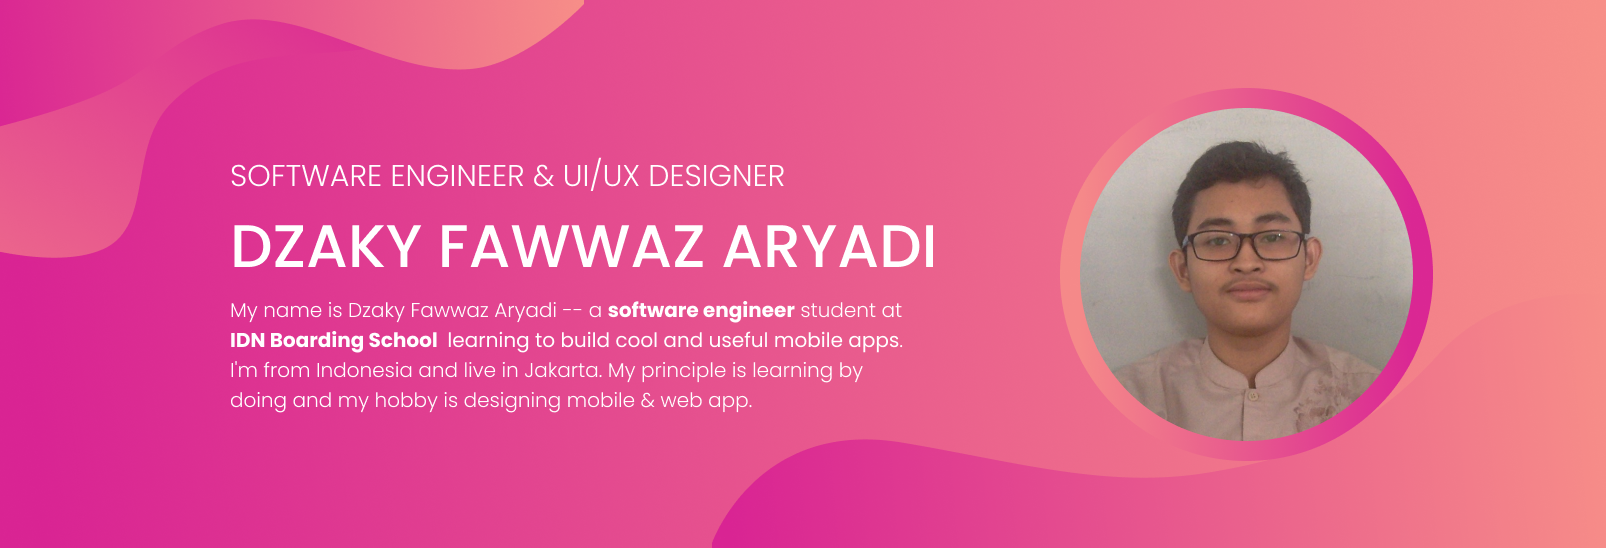 SOFTWARE ENGINEER & UI/UX DESIGNER
DZAKY FAWWAZ ARYADI
My name is Dzaky Fawwaz Aryadi -- a software engineer student at
IDN Boarding School learning to build cool and useful mobile apps.
I'm from Indonesia and live in Jakarta. My principle is learning by
doing and my hobby is designing mobile & web app.